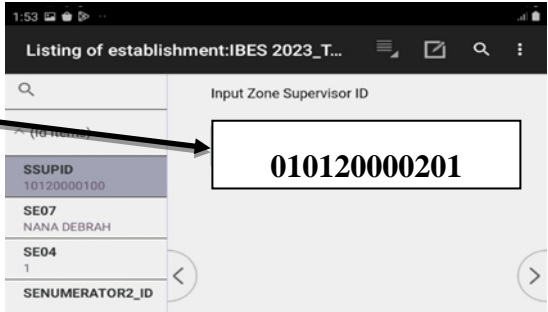 1:53
Listing of establishment:IBES 2023_T...
Input Zone Supervisor ID
(Id Items)
010120000201
SSUPID
10120000100
SE07
NANA DEBRAH
SE04
1
SENUMERATOR2_ID